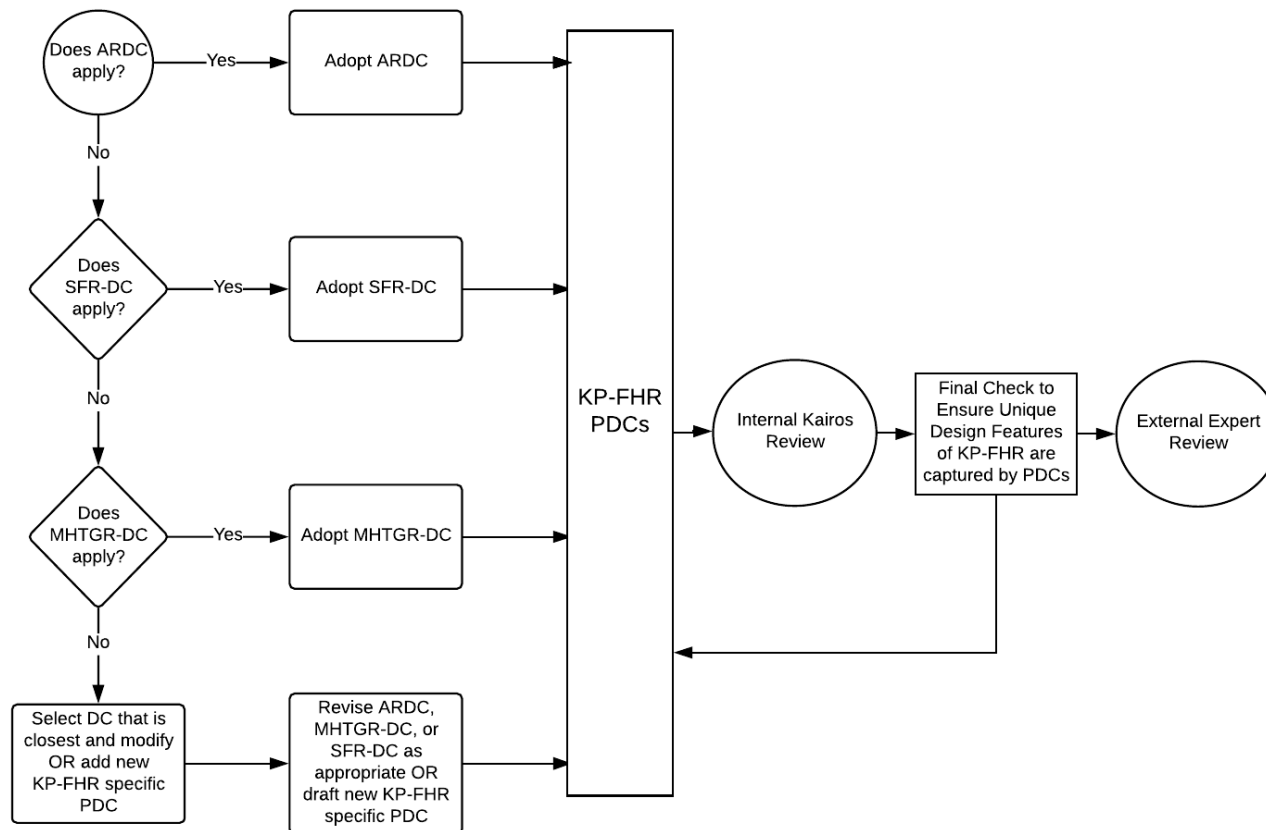 Does ARDC
apply?
Yes
Adopt ARDC
No
Does
SFR-DC
apply?
Yes
Adopt SFR-DC
No
Does
MHTGR-DC
apply?
Yes
Adopt MHTGR-DC
No
Select DC that is
closest and modify
OR add new
KP-FHR specific
PDC
Revise ARDC,
MHTGR-DC, or
SFR-DC as
appropriate OR
draft new KP-FHR
specific PDC
KP-FHR
PDCs
Internal Kairos
Review
Final Check to
Ensure Unique
Design Features
of KP-FHR are
captured by PDCs
External Expert
Review